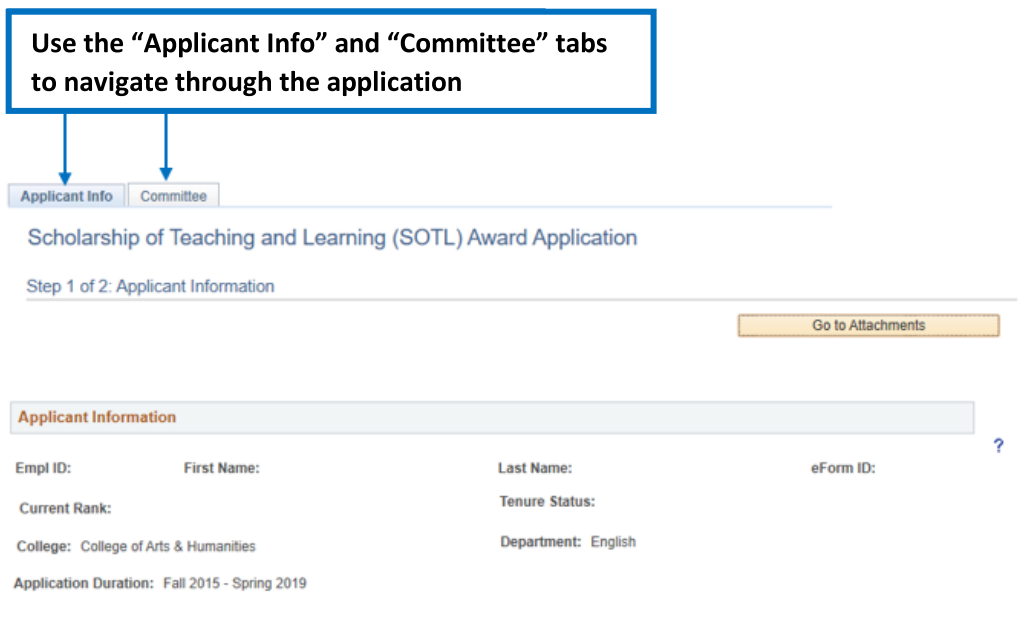 Use the “Applicant Info” and “Committee” tabs
to navigate through the application
Applicant Info Committee
Scholarship of Teaching and Learning (SOTL) Award Application
Step 1 of 2: Applicant Information
Go to Attachments
Applicant Information
?
Empl ID: First Name: Last Name: eForm ID:
Current Rank: Tenure Status:
College: College of Arts & Humanities Department: English
Application Duration: Fall 2015 - Spring 2019